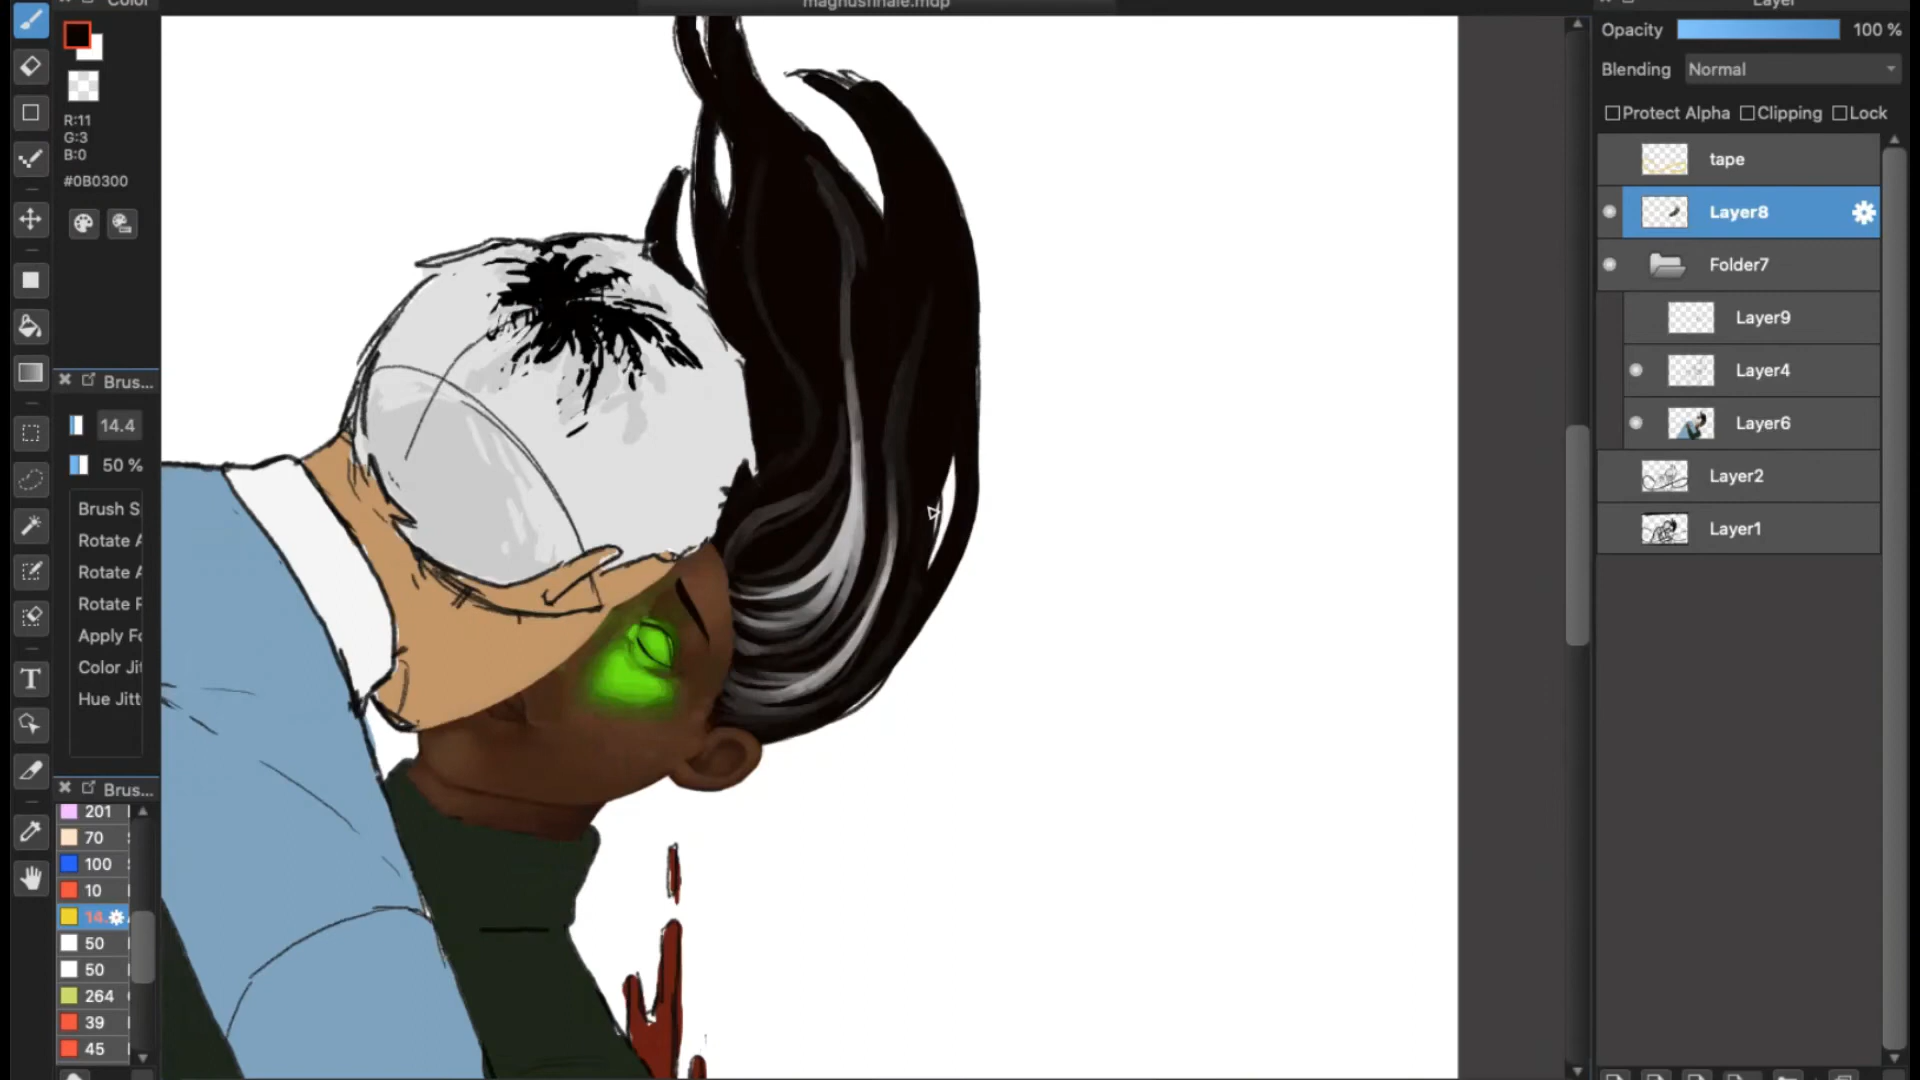 Color
magnusfinale.mdp
Layer
Opacity 100 %
Blending Normal
Protect Alpha Clipping Lock
R:11
G:3
B:0
#0B0300
tape
Layer8
Folder7
Layer9
Layer4
Layer6
Layer2
Layer1
Brus...
14.4
50 %
Brush S
Rotate A
Rotate A
Rotate F
Apply Fo
Color Jit
Hue Jitt
T
Brus...
201
70
100
10
14.
50
50
264
39
45